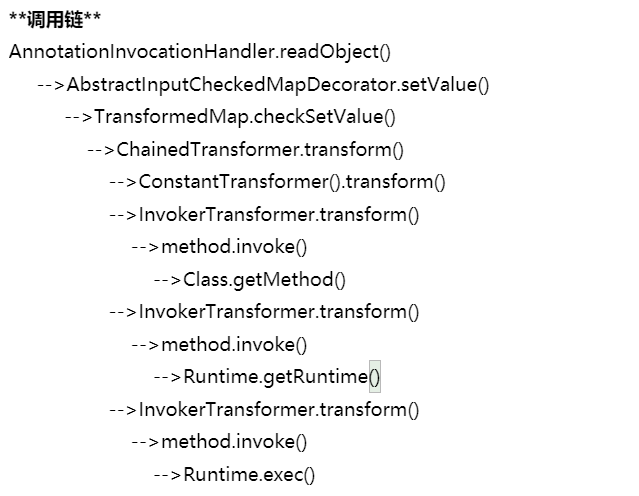 **调用链**
AnnotationInvocationHandler.readObject()
-->AbstractInputCheckedMapDecorator.setValue()
-->TransformedMap.checkSetValue()
-->ChainedTransformer.transform()
-->ConstantTransformer().transform()
-->InvokerTransformer.transform()
-->method.invoke()
-->Class.getMethod()
-->InvokerTransformer.transform()
-->method.invoke()
-->Runtime.getRuntime()
-->InvokerTransformer.transform()
-->method.invoke()
-->Runtime.exec()